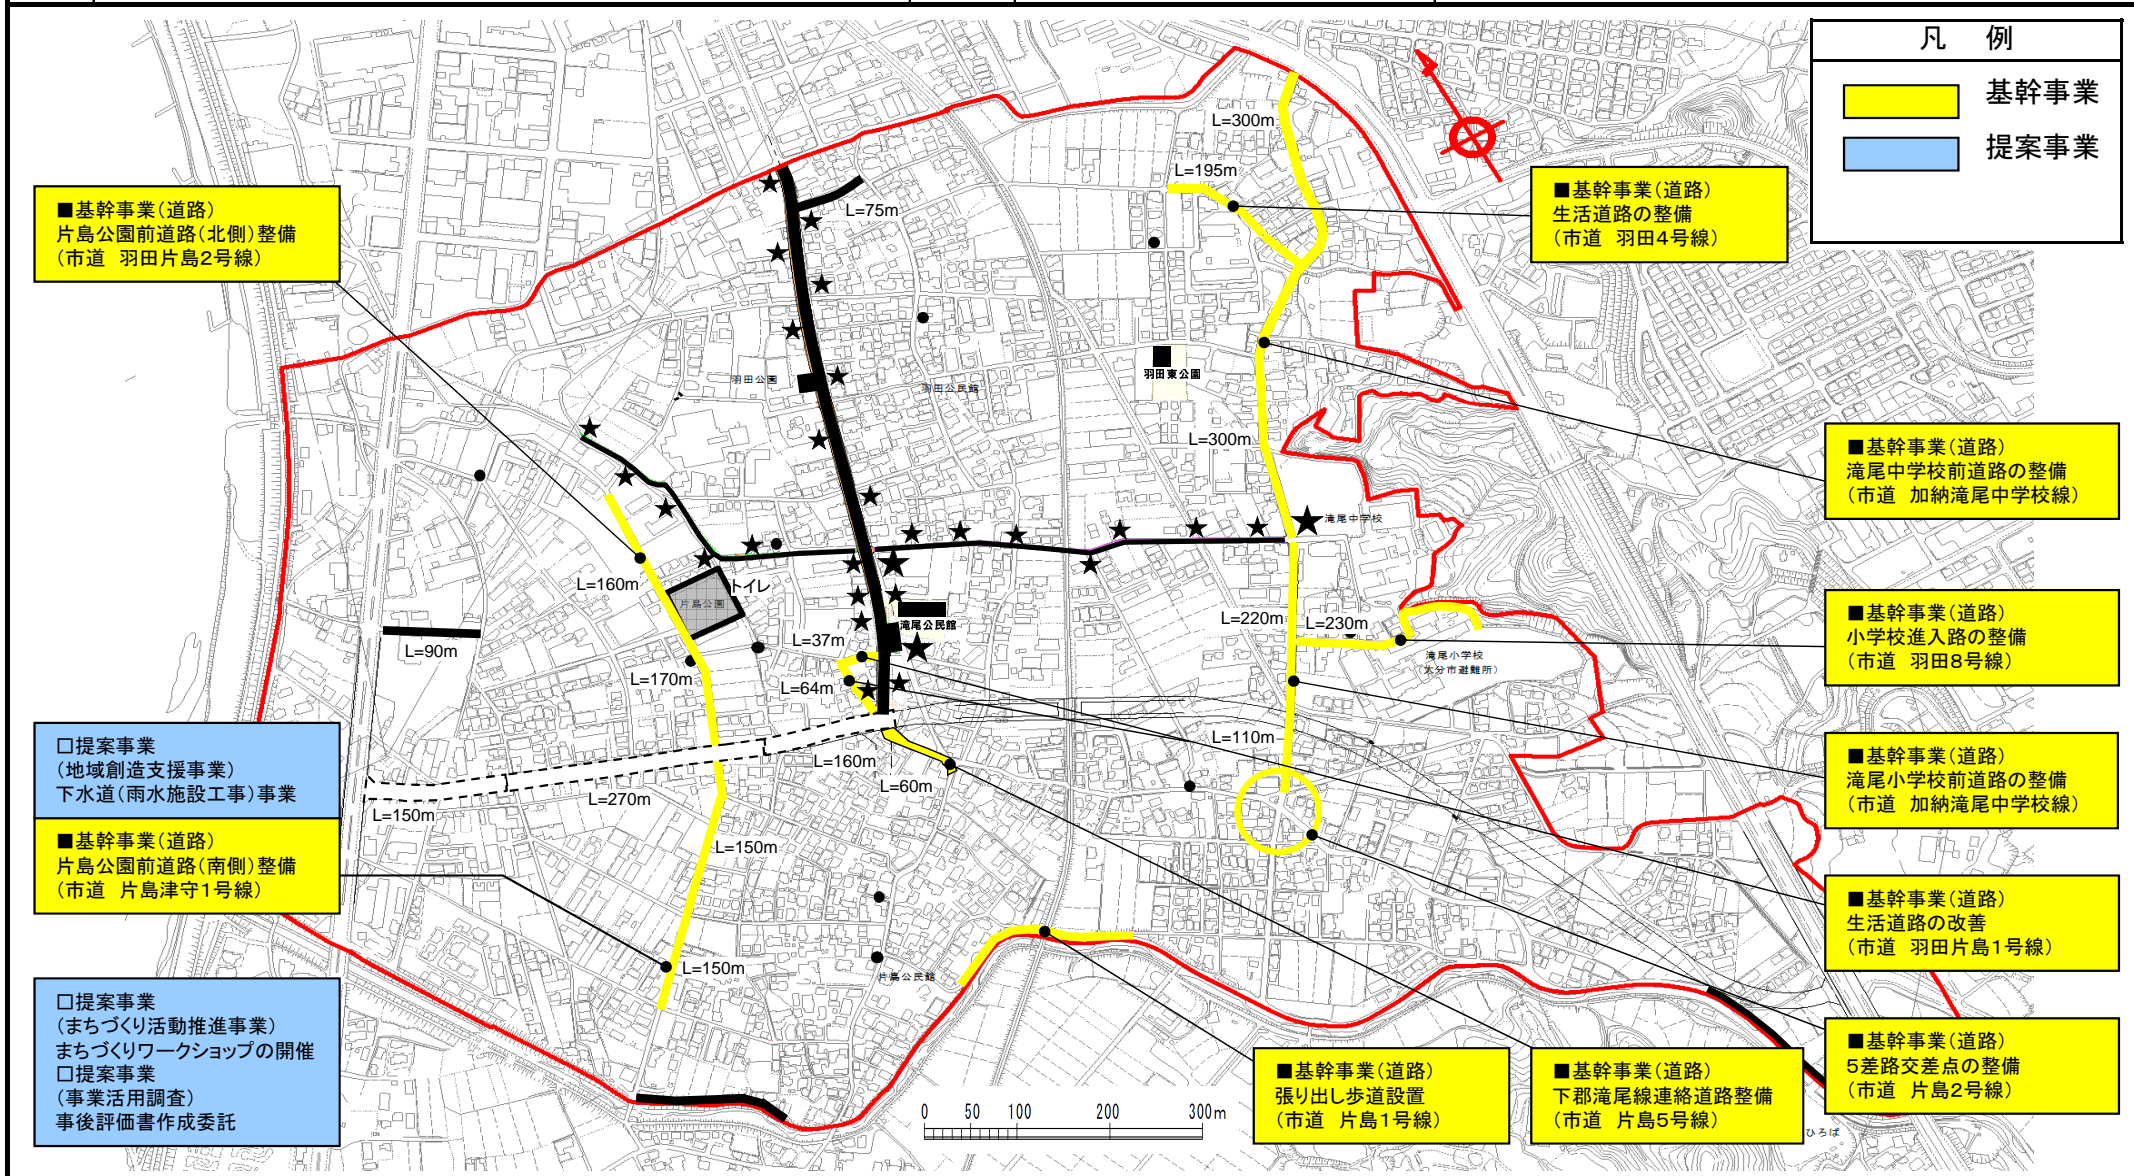 凡 例
基幹事業
提案事業
■基幹事業(道路)
片島公園前道路(北側)整備
(市道 羽田片島2号線)
■基幹事業(道路)
生活道路の整備
(市道 羽田4号線)
■基幹事業(道路)
滝尾中学校前道路の整備
(市道 加納滝尾中学校線)
■基幹事業(道路)
小学校進入路の整備
(市道 羽田8号線)
■基幹事業(道路)
滝尾小学校前道路の整備
(市道 加納滝尾中学校線)
■基幹事業(道路)
生活道路の改善
(市道 羽田片島1号線)
■基幹事業(道路)
5差路交差点の整備
(市道 片島2号線)
■基幹事業(道路)
下郡滝尾線連絡道路整備
(市道 片島5号線)
■基幹事業(道路)
張り出し歩道設置
(市道 片島1号線)
□提案事業
(地域創造支援事業)
下水道(雨水施設工事)事業
■基幹事業(道路)
片島公園前道路(南側)整備
(市道 片島津守1号線)
□提案事業
(まちづくり活動推進事業)
まちづくりワークショップの開催
□提案事業
(事業活用調査)
事後評価書作成委託
L=300m
L=195m
L=75m
羽田公園
羽田公民館
羽田東公園
L=300m
滝尾中学校
L=160m
トイレ
片島公園
滝尾公民館
L=37m
L=220m
L=230m
滝尾小学校
(大分市避難所)
L=90m
L=170m
L=64m
L=110m
L=160m
L=60m
L=270m
L=150m
L=150m
L=150m
片島公民館
0 50 100 200 300m
ひろば